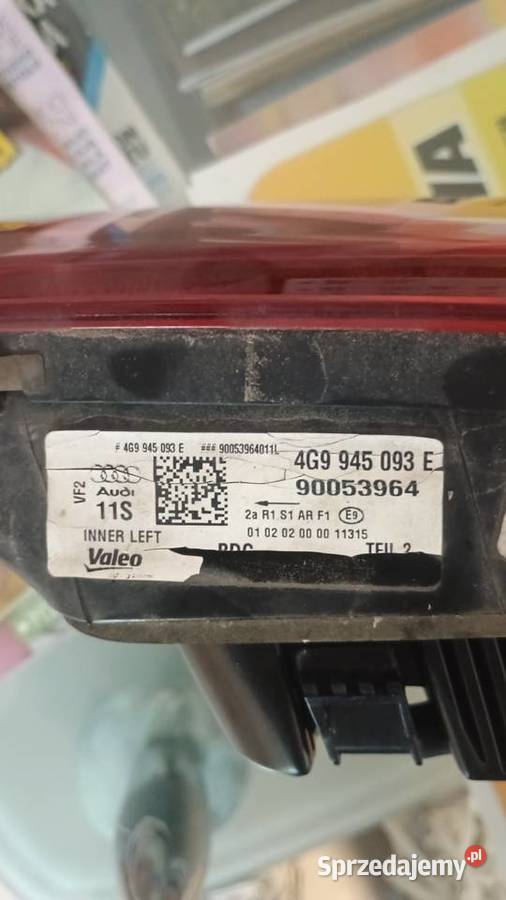 # 4G9 945 093 E ### 90053964011L
4G9 945 093 E
90053964
VF2
Audi
11S
2a R1 S1 AR F1 E9
INNER LEFT
01 02 02 00 00 11315
Valeo
TEIL 2
Sprzedajemy.pl